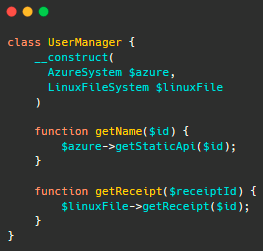 class UserManager {
    __construct(
        AzureSystem $azure,
        LinuxFileSystem $linuxFile
    )

    function getName($id) {
        $azure->getStaticApi($id);
    }

    function getReceipt($receiptId) {
        $linuxFile->getReceipt($id);
    }
}